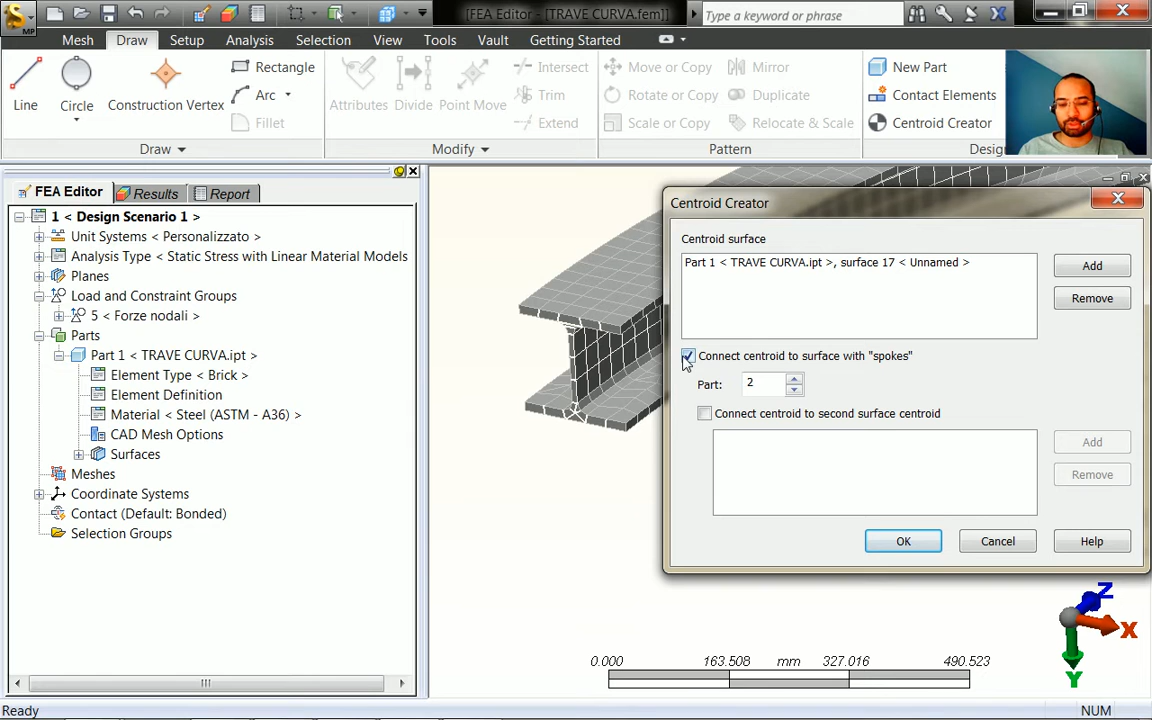 MP
[FEA Editor - [TRAVE CURVA.fem]
Type a keyword or phrase
Mesh
Draw
Setup
Analysis
Selection
View
Tools
Vault
Getting Started
Line
Circle
Construction Vertex
Rectangle
Arc
Fillet
Attributes
Divide
Point Move
Intersect
Trim
Extend
Move or Copy
Rotate or Copy
Scale or Copy
Mirror
Duplicate
Relocate & Scale
New Part
Contact Elements
Centroid Creator
Draw
Modify
Pattern
Desig
FEA Editor
Results
Report
1 < Design Scenario 1 >
Unit Systems < Personalizzato >
Analysis Type < Static Stress with Linear Material Models
Planes
Load and Constraint Groups
5 < Forze nodali >
Parts
Part 1 < TRAVE CURVA.ipt >
Element Type < Brick >
Element Definition
Material < Steel (ASTM - A36) >
CAD Mesh Options
Surfaces
Meshes
Coordinate Systems
Contact (Default: Bonded)
Selection Groups
Centroid Creator
Centroid surface
Part 1 < TRAVE CURVA.ipt >, surface 17 < Unnamed >
Add
Remove
Connect centroid to surface with "spokes"
Part:
2
Connect centroid to second surface centroid
Add
Remove
OK
Cancel
Help
Z
X
Y
0.000
163.508
mm
327.016
490.523
Ready
NUM